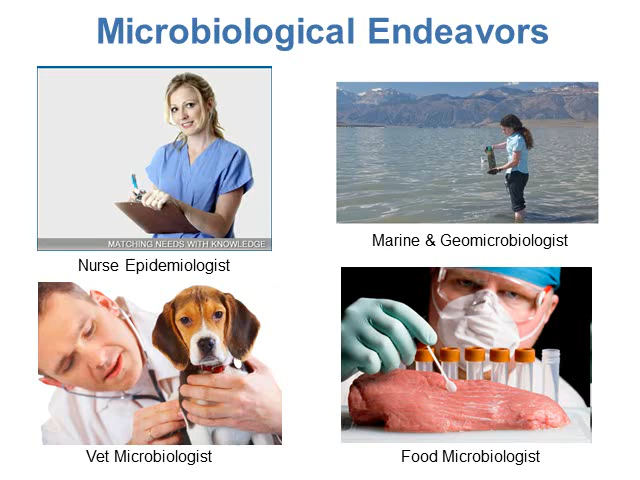 Microbiological Endeavors
MATCHING NEEDS WITH KNOWLEDGE
Nurse Epidemiologist
Marine & Geomicrobiologist
Vet Microbiologist
Food Microbiologist